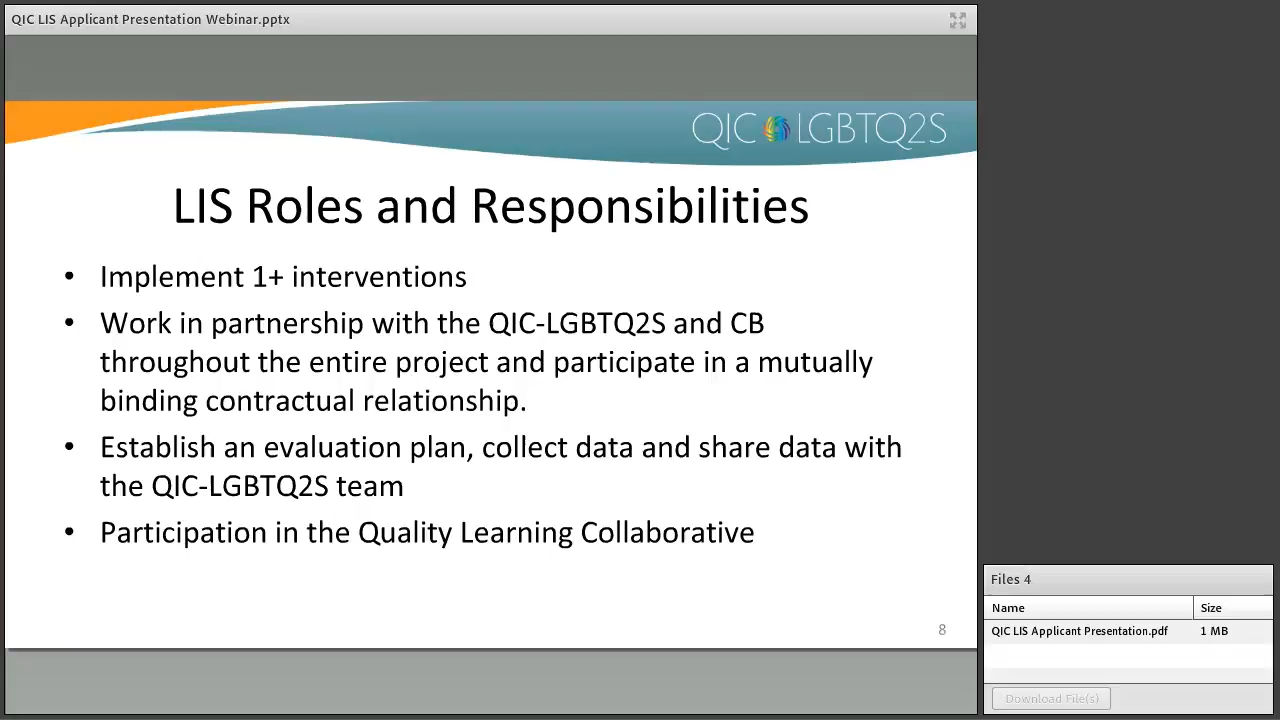 QIC LIS Applicant Presentation Webinar.pptx
QIC LGBTQ2S
LIS Roles and Responsibilities
• Implement 1+ interventions
• Work in partnership with the QIC-LGBTQ2S and CB
throughout the entire project and participate in a mutually
binding contractual relationship.
• Establish an evaluation plan, collect data and share data with
the QIC-LGBTQ2S team
• Participation in the Quality Learning Collaborative
8
Files 4
Name Size
QIC LIS Applicant Presentation.pdf 1 MB
Download File(s)